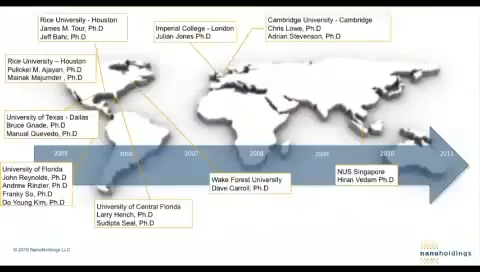 Rice University - Houston
James M. Tour, Ph.D
Jeff Bahr, Ph.D
Imperial College - London
Julian Jones Ph.D.
Cambridge University - Cambridge
Chris Lowe, Ph.D
Adrian Stevenson, Ph.D
Rice University – Houston
Pulickel M. Ajayan, Ph.D
Mainak Majumder , Ph.D
University of Texas - Dallas
Bruce Gnade, Ph.D
Manual Quevedo, Ph.D
2005
2006
2007
2008
2009
2010
2011
University of Florida
John Reynolds, Ph.D
Andrew Rinzler, Ph.D
Franky So, Ph.D
Do Young Kim, Ph.D
University of Central Florida
Larry Hench, Ph.D
Sudipta Seal, Ph.D
Wake Forest University
Dave Carroll, Ph.D
NUS Singapore
Hiran Vedam Ph.D
© 2010 NanoHoldings LLC
nanoholdings